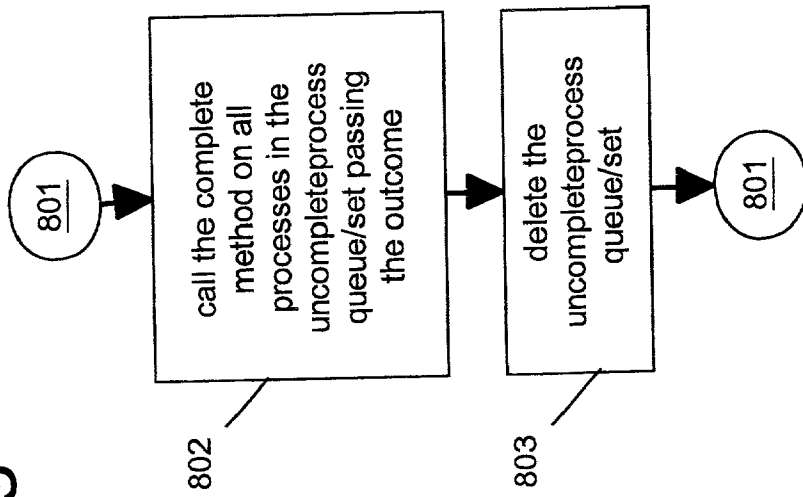 801
call the complete
method on all
processes in the
uncompleteprocess
queue/set passing
the outcome
802
delete the
uncompleteprocess
queue/set
803
801